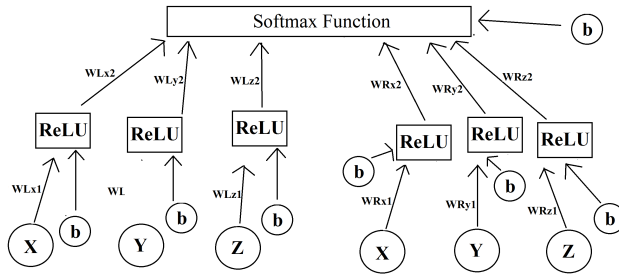 Softmax Function
b
WLx2
WLy2
WLz2
WRx2
WRy2
WRz2
ReLU
ReLU
ReLU
ReLU
ReLU
ReLU
b
b
WLx1
WL
WLz1
b
b
b
WRx1
WRy1
WRz1
b
X
Y
Z
X
Y
Z